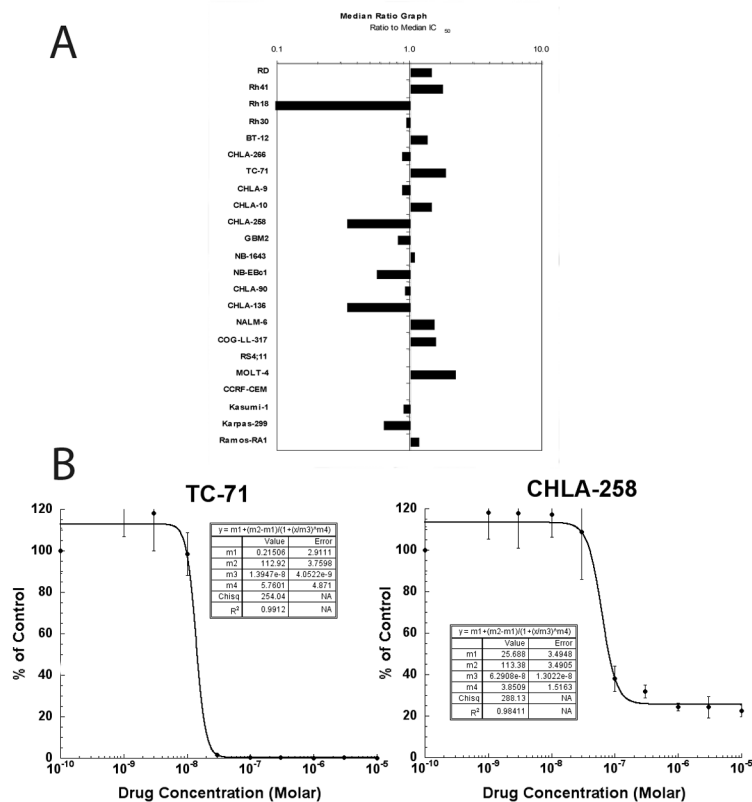 A
Median Ratio Graph
Ratio to Median IC 50
0.1 1.0 10.0
RD
Rh41
Rh18
Rh30
BT-12
CHLA-266
TC-71
CHLA-9
CHLA-10
CHLA-258
GBM2
NB-1643
NB-EBc1
CHLA-90
CHLA-136
NALM-6
COG-LL-317
RS4;11
MOLT-4
CCRF-CEM
Kasumi-1
Karpas-299
Ramos-RA1
B
TC-71
% of Control
120
100
80
60
40
20
0
y = m1+(m2-m1)/(1+(x/m3)^m4)
Value Error
m1 0.21506 2.9111
m2 112.92 3.7598
m3 1.3947e-8 4.0522e-9
m4 5.7601 4.871
Chisq 254.04 NA
R² 0.9912 NA
10⁻¹⁰ 10⁻⁹ 10⁻⁸ 10⁻⁷ 10⁻⁶ 10⁻⁵
Drug Concentration (Molar)
CHLA-258
% of Control
120
100
80
60
40
20
0
y = m1+(m2-m1)/(1+(x/m3)^m4)
Value Error
m1 25.688 3.4948
m2 113.38 3.4905
m3 6.2908e-8 1.3022e-8
m4 3.8509 1.5163
Chisq 288.13 NA
R² 0.98411 NA
10⁻¹⁰ 10⁻⁹ 10⁻⁸ 10⁻⁷ 10⁻⁶ 10⁻⁵
Drug Concentration (Molar)